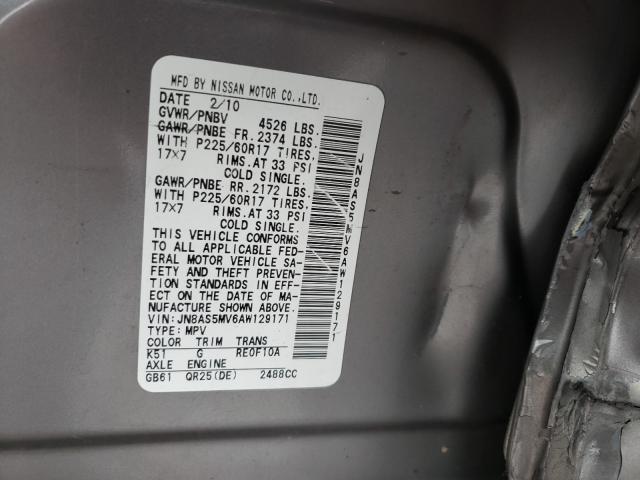 MFD BY NISSAN MOTOR CO.,LTD.
DATE 2/10
GVWR/PNBV 4526 LBS.
GAWR/PNBE FR. 2374 LBS.
WITH P225/60R17 TIRES.
17×7 RIMS.AT 33 PSI
COLD SINGLE.
GAWR/PNBE RR. 2172 LBS.
WITH P225/60R17 TIRES.
17×7 RIMS.AT 33 PSI
COLD SINGLE.
THIS VEHICLE CONFORMS
TO ALL APPLICABLE FED-
ERAL MOTOR VEHICLE SA-
FETY AND THEFT PREVEN-
TION STANDARDS IN EFF-
ECT ON THE DATE OF MA-
NUFACTURE SHOWN ABOVE.
VIN:JN8AS5MV6AW129171
TYPE:MPV
COLOR TRIM TRANS
K51 G RE0F10A
AXLE ENGINE
GB61 QR25(DE) 2488CC
JN8AS5MV6AW129171